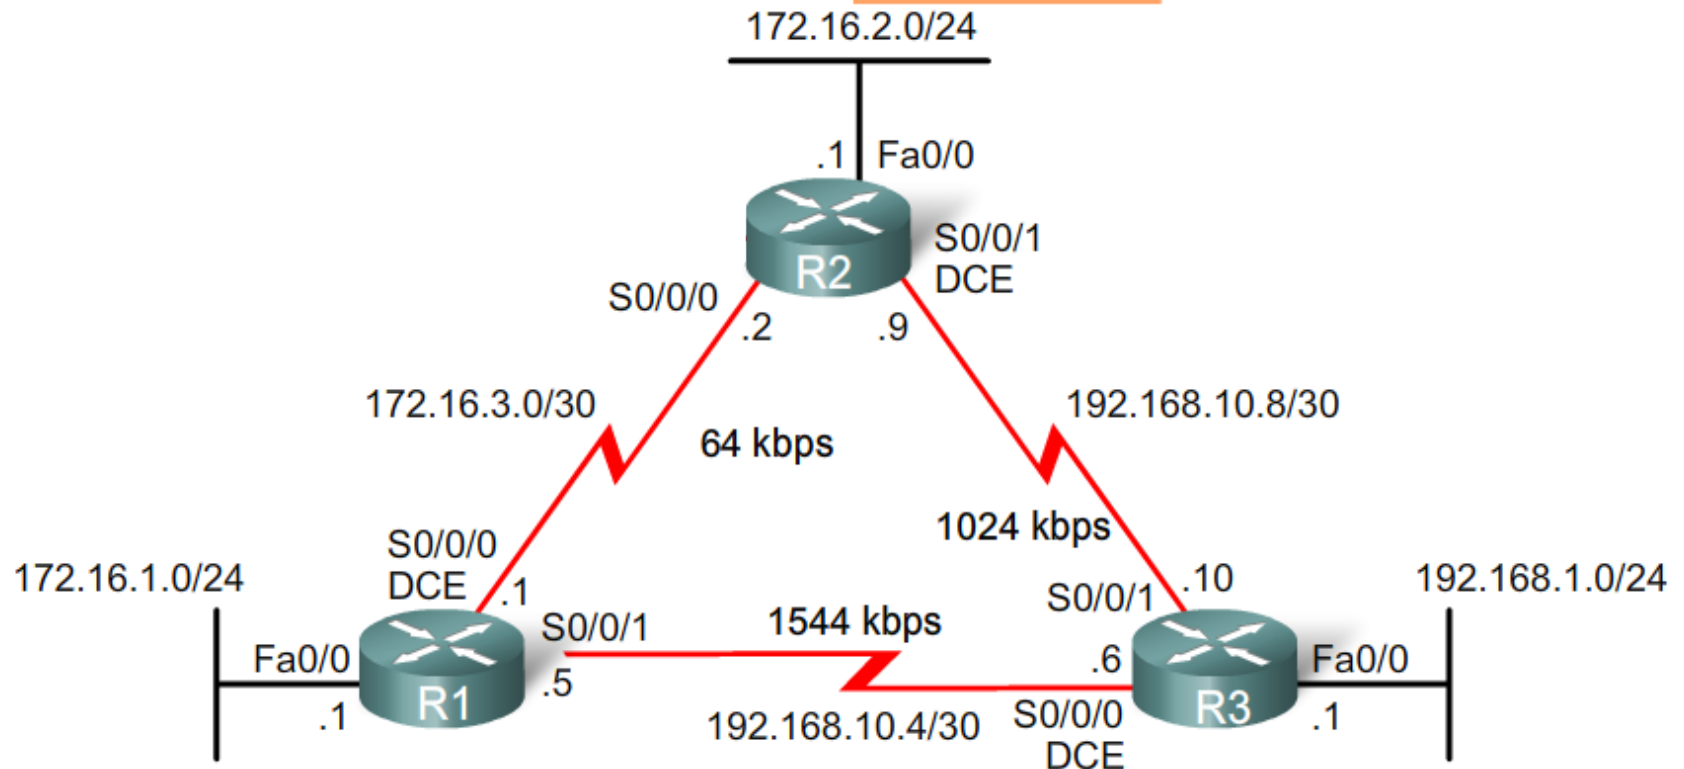 172.16.2.0/24
.1
Fa0/0
S0/0/1
DCE
R2
S0/0/0
.2
.9
172.16.3.0/30
192.168.10.8/30
64 kbps
1024 kbps
S0/0/0
DCE
.1
172.16.1.0/24
.10
192.168.1.0/24
S0/0/1
S0/0/1
1544 kbps
Fa0/0
.5
.6
Fa0/0
R1
R3
.1
192.168.10.4/30
S0/0/0
DCE
.1